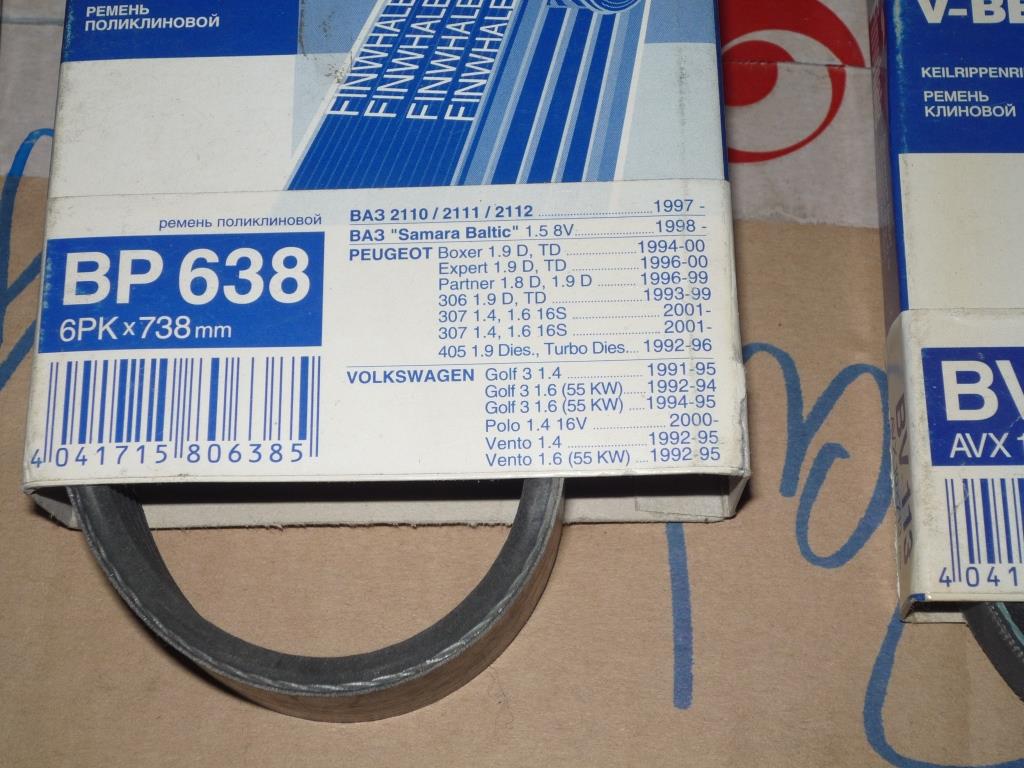 РЕМЕНЬ
ПОЛИКЛИНОВОЙ
FINWHALE
FINWHALE
FINWHALE
FINWHALE
ремень поликлиновой
BP 638
6PK x 738 mm
4 041715 806385
ВАЗ 2110 / 2111 / 2112 ........ 1997 -
ВАЗ "Samara Baltic" 1.5 8V ........ 1998 -
PEUGEOT Boxer 1.9 D, TD ........ 1994-00
Expert 1.9 D, TD ........ 1996-00
Partner 1.8 D, 1.9 D ........ 1996-99
306 1.9 D, TD ........ 1993-99
307 1.4, 1.6 16S ........ 2001-
307 1.4, 1.6 16S ........ 2001-
405 1.9 Dies., Turbo Dies. ... 1992-96
VOLKSWAGEN Golf 3 1.4 ........ 1991-95
Golf 3 1.6 (55 KW) ... 1992-94
Golf 3 1.6 (55 KW) ... 1994-95
Polo 1.4 16V ........ 2000-
Vento 1.4 ........ 1992-95
Vento 1.6 (55 KW) ... 1992-95
V-BE
KEILRIPPENRI
РЕМЕНЬ
КЛИНОВОЙ
BV
AVX 1
4 041